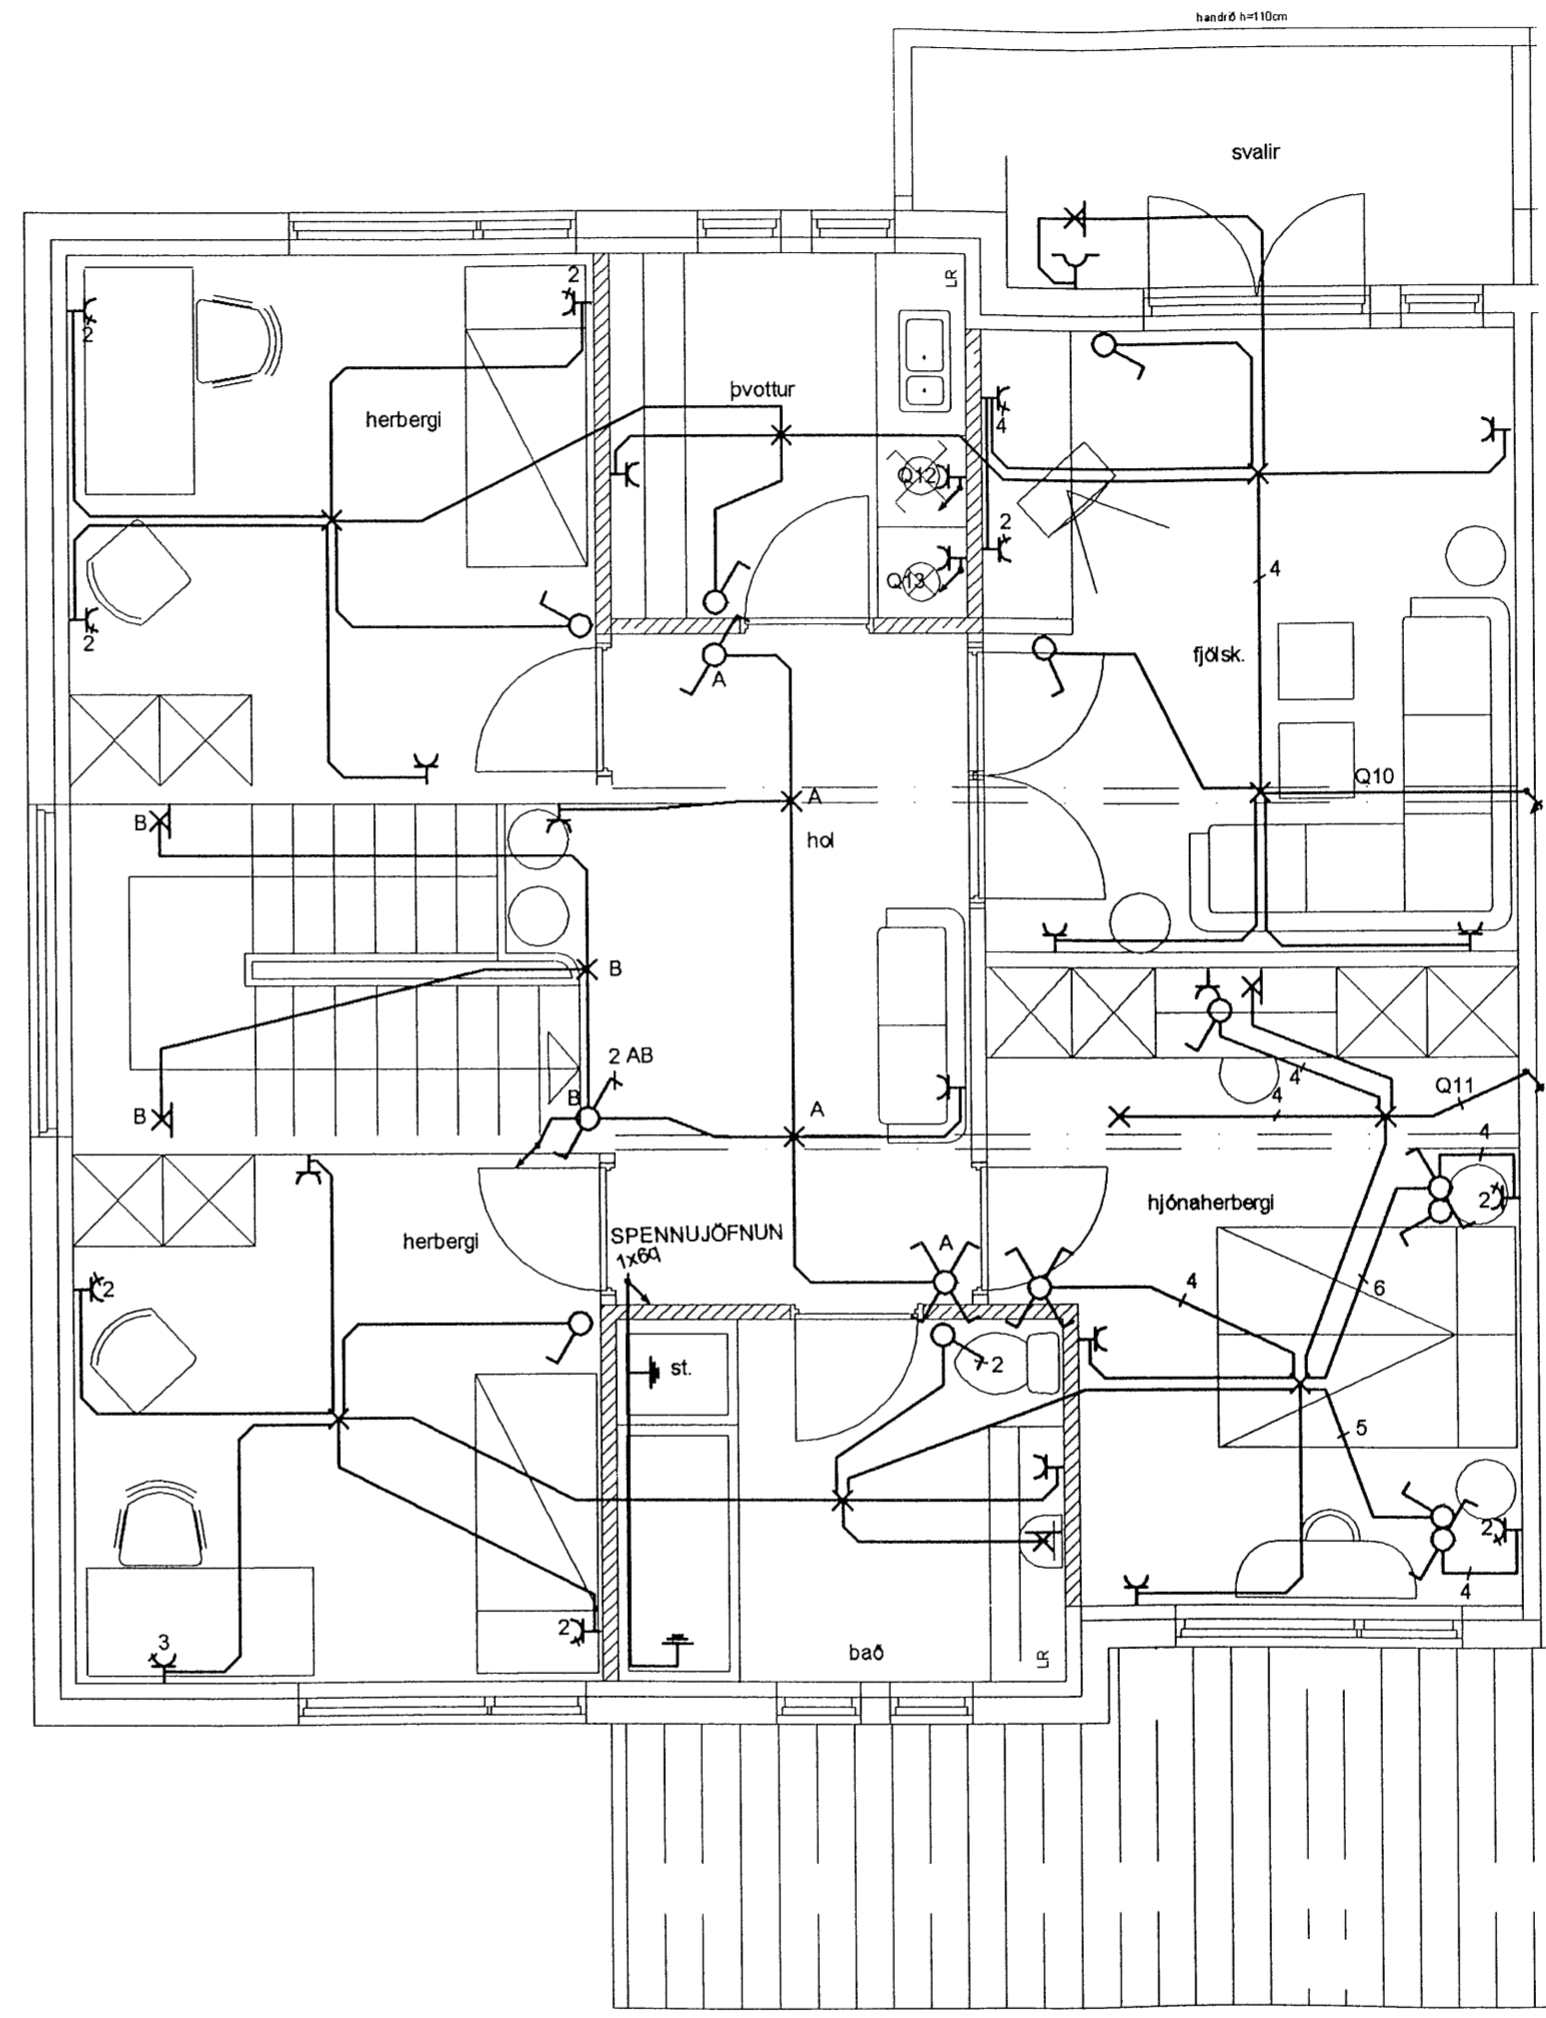 handrið h=110cm
svalir
LR
2
2
þvottur
herbergi
4
Q12
2
4
Q13
2
fjölsk.
A
Q10
A
B
hol
B
2 AB
4
Q11
B
4
A
B
4
hjónaherbergi
2
SPENNUJÖFNUN
herbergi
A
1x6q
4
6
2
st.
2
5
2
3
2
4
bað
LR